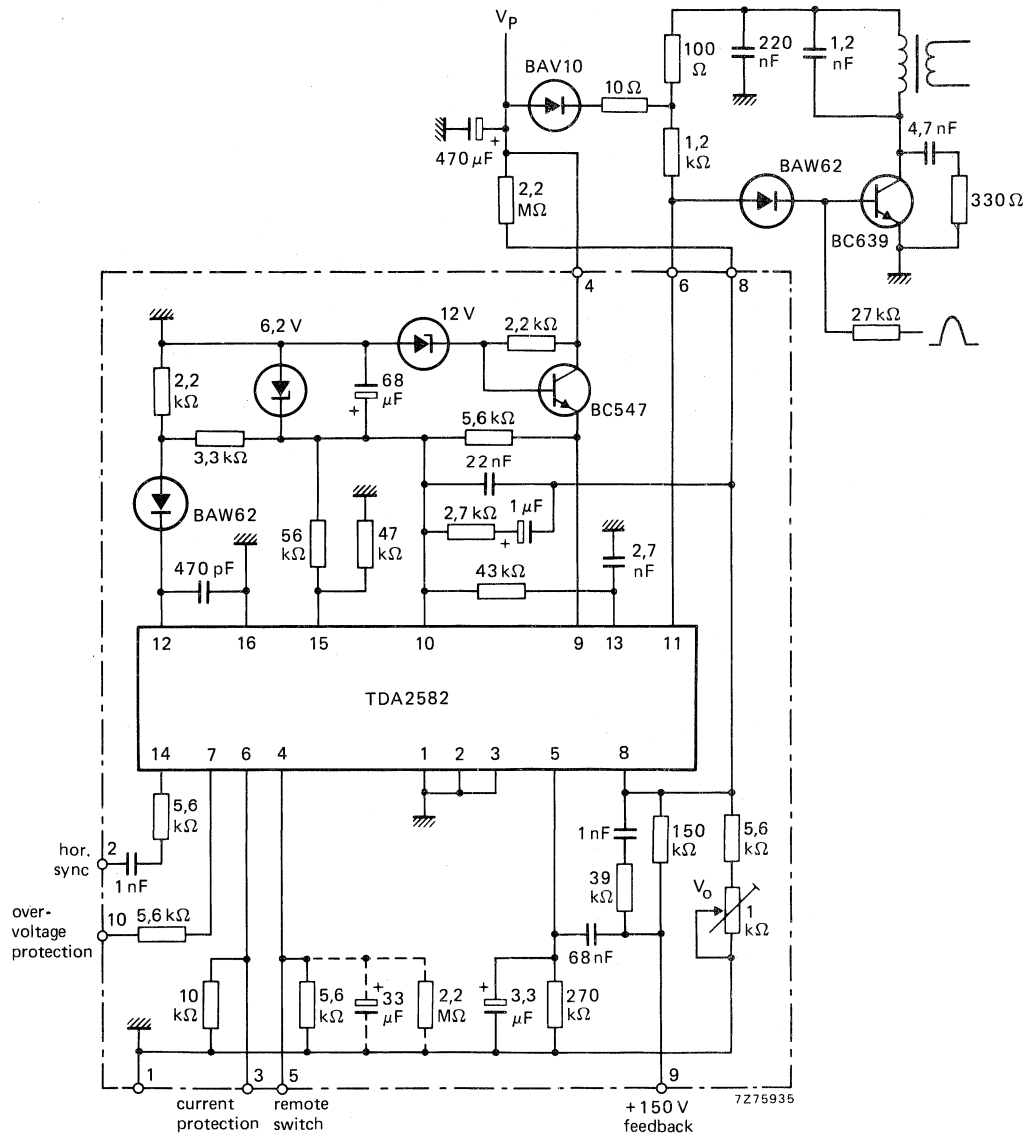 V_P
BAV10
10 Ω
100 Ω
220 nF
1,2 nF
470 μF
+
1,2 kΩ
4,7 nF
2,2 MΩ
BAW62
330 Ω
BC639
4
6
8
27 kΩ
12 V
6,2 V
2,2 kΩ
2,2 kΩ
68 μF
+
BC547
5,6 kΩ
3,3 kΩ
22 nF
BAW62
2,7 kΩ
1 μF
+
56 kΩ
47 kΩ
2,7 nF
470 pF
43 kΩ
12
16
15
10
9
13
11
TDA2582
14
7
6
4
1
2
3
5
8
5,6 kΩ
1 nF
150 kΩ
5,6 kΩ
hor. sync
2
1 nF
39 kΩ
V_o
1 kΩ
over-
voltage
protection
10
5,6 kΩ
68 nF
10 kΩ
5,6 kΩ
+
33 μF
2,2 MΩ
+
3,3 μF
270 kΩ
1
3
5
9
7Z75935
current
protection
remote
switch
+ 150 V
feedback